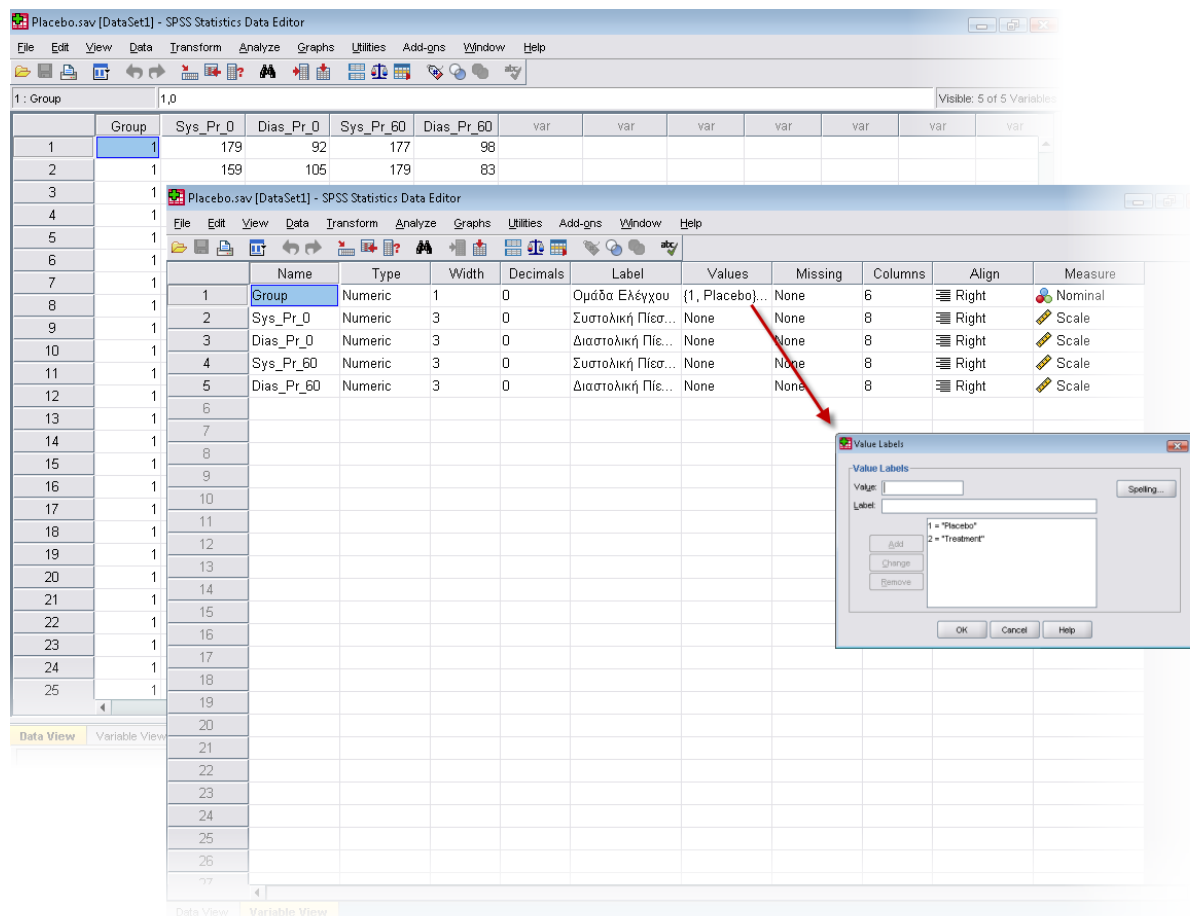 Placebo.sav [DataSet1] - SPSS Statistics Data Editor
File Edit View Data Transform Analyze Graphs Utilities Add-ons Window Help
1 : Group 1,0 Visible: 5 of 5 Variables
Group Sys_Pr_0 Dias_Pr_0 Sys_Pr_60 Dias_Pr_60 var var var var var var var
1 1 179 92 177 98
2 1 159 105 179 83
3 1
4 1
5 1
6 1
7 1
8 1
9 1
10 1
11 1
12 1
13 1
14 1
15 1
16 1
17 1
18 1
19 1
20 1
21 1
22 1
23 1
24 1
25 1
Data View Variable View
Placebo.sav [DataSet1] - SPSS Statistics Data Editor
File Edit View Data Transform Analyze Graphs Utilities Add-ons Window Help
Name Type Width Decimals Label Values Missing Columns Align Measure
1 Group Numeric 1 0 Ομάδα Ελέγχου {1, Placebo}... None 6 Right Nominal
2 Sys_Pr_0 Numeric 3 0 Συστολική Πίεσ... None None 8 Right Scale
3 Dias_Pr_0 Numeric 3 0 Διαστολική Πίε... None None 8 Right Scale
4 Sys_Pr_60 Numeric 3 0 Συστολική Πίεσ... None None 8 Right Scale
5 Dias_Pr_60 Numeric 3 0 Διαστολική Πίε... None None 8 Right Scale
6
7
8
9
10
11
12
13
14
15
16
17
18
19
20
21
22
23
24
25
26
27
Data View Variable View
Value Labels
Value Labels
Value:
Spelling...
Label:
1 = "Placebo"
2 = "Treatment"
Add
Change
Remove
OK Cancel Help